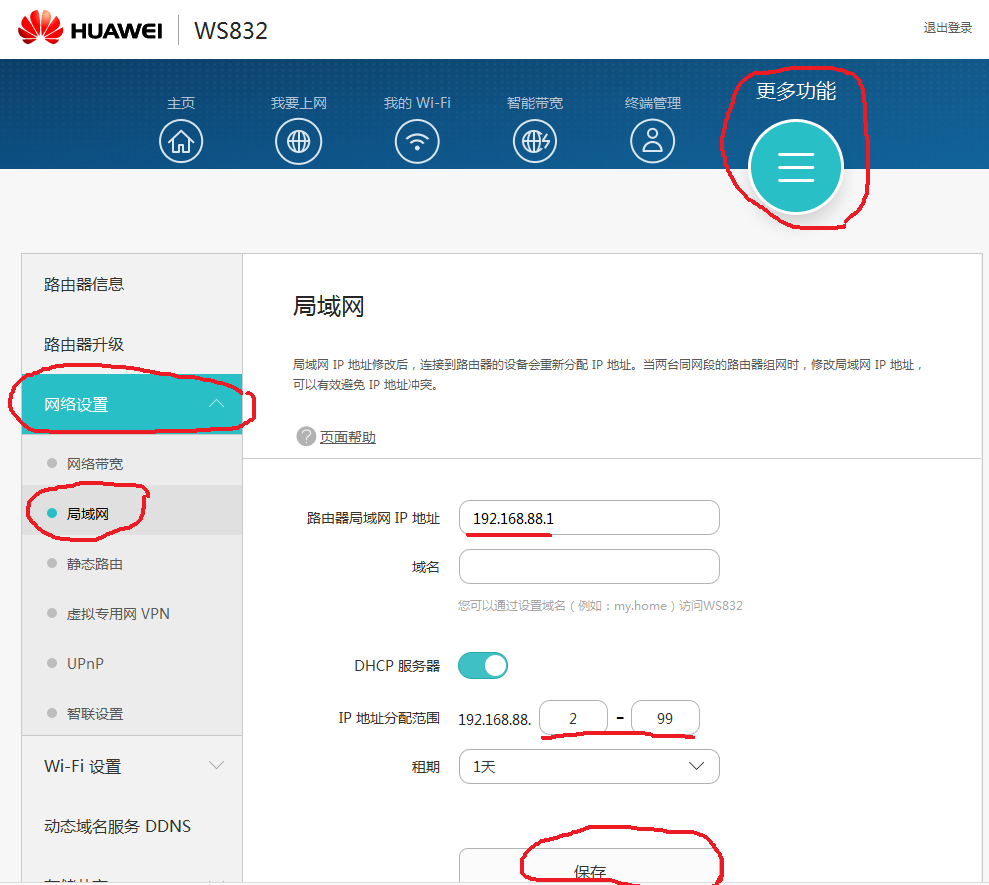 HUAWEI WS832 退出登录
主页 我要上网 我的 Wi-Fi 智能带宽 终端管理 更多功能
路由器信息
路由器升级
网络设置
网络带宽
局域网
静态路由
虚拟专用网 VPN
UPnP
智联设置
Wi-Fi 设置
动态域名服务 DDNS
局域网
局域网 IP 地址修改后，连接到路由器的设备会重新分配 IP 地址。当两台同网段的路由器组网时，修改局域网 IP 地址，
可以有效避免 IP 地址冲突。
? 页面帮助
路由器局域网 IP 地址 192.168.88.1
域名
您可以通过设置域名（例如：my.home）访问WS832
DHCP 服务器
IP 地址分配范围 192.168.88. 2 - 99
租期 1天
保存